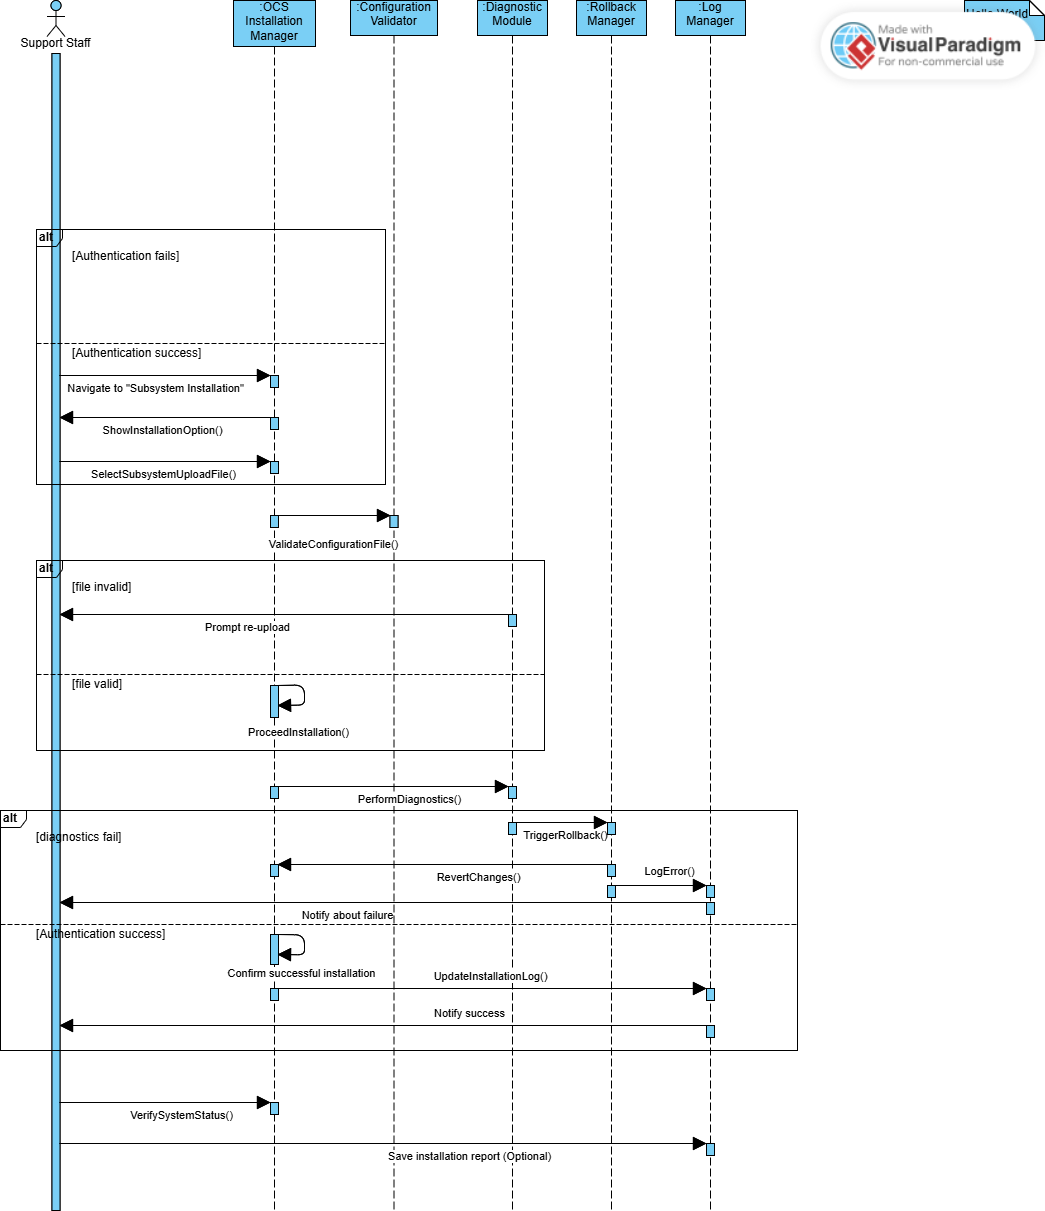 Support Staff
:OCS
Installation
Manager
:Configuration
Validator
:Diagnostic
Module
:Rollback
Manager
:Log
Manager
Hello World
Made with
Visual Paradigm
For non-commercial use
alt
[Authentication fails]
[Authentication success]
Navigate to "Subsystem Installation"
ShowInstallationOption()
SelectSubsystemUploadFile()
ValidateConfigurationFile()
alt
[file invalid]
Prompt re-upload
[file valid]
ProceedInstallation()
PerformDiagnostics()
alt
[diagnostics fail]
TriggerRollback()
RevertChanges()
LogError()
Notify about failure
[Authentication success]
Confirm successful installation
UpdateInstallationLog()
Notify success
VerifySystemStatus()
Save installation report (Optional)